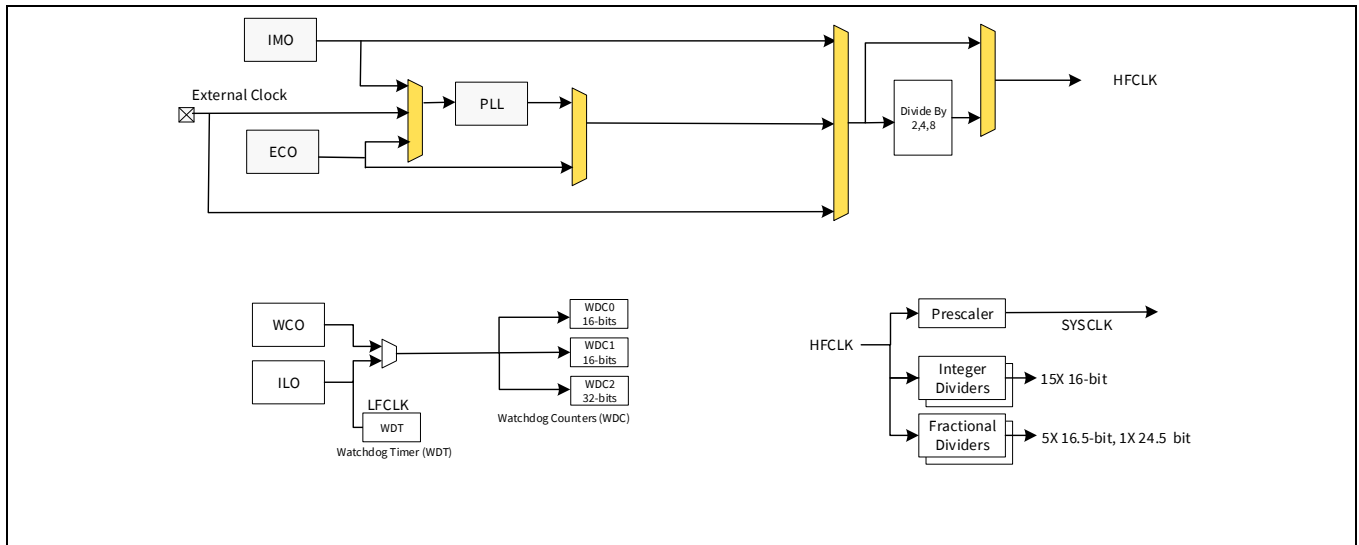 IMO
External Clock
PLL
ECO
Divide By
2,4,8
HFCLK
WCO
ILO
LFCLK
WDT
Watchdog Timer (WDT)
WDC0
16-bits
WDC1
16-bits
WDC2
32-bits
Watchdog Counters (WDC)
HFCLK
Prescaler
SYSCLK
Integer
Dividers
15X 16-bit
Fractional
Dividers
5X 16.5-bit, 1X 24.5 bit